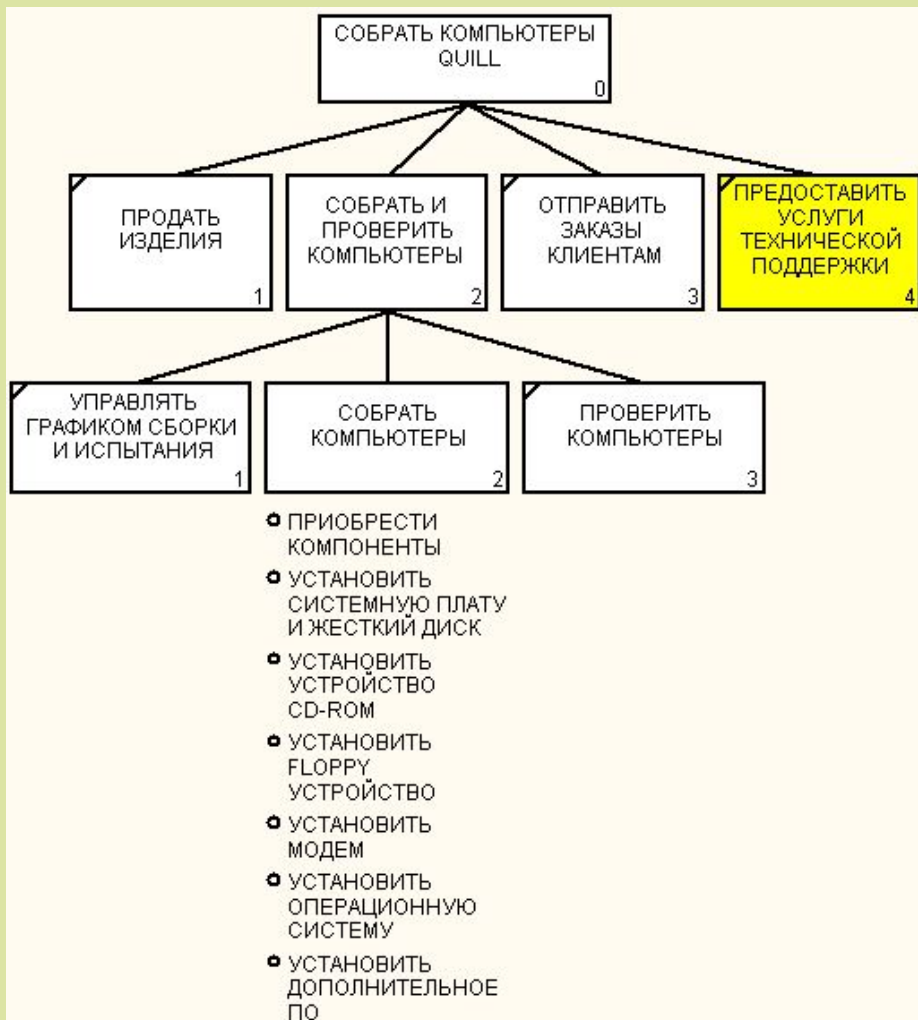 СОБРАТЬ КОМПЬЮТЕРЫ
QUILL
0
ПРОДАТЬ
ИЗДЕЛИЯ
1
СОБРАТЬ И
ПРОВЕРИТЬ
КОМПЬЮТЕРЫ
2
ОТПРАВИТЬ
ЗАКАЗЫ
КЛИЕНТАМ
3
ПРЕДОСТАВИТЬ
УСЛУГИ
ТЕХНИЧЕСКОЙ
ПОДДЕРЖКИ
4
УПРАВЛЯТЬ
ГРАФИКОМ СБОРКИ
И ИСПЫТАНИЯ
1
СОБРАТЬ
КОМПЬЮТЕРЫ
2
ПРОВЕРИТЬ
КОМПЬЮТЕРЫ
3
ПРИОБРЕСТИ
КОМПОНЕНТЫ
УСТАНОВИТЬ
СИСТЕМНУЮ ПЛАТУ
И ЖЕСТКИЙ ДИСК
УСТАНОВИТЬ
УСТРОЙСТВО
CD-ROM
УСТАНОВИТЬ
FLOPPY
УСТРОЙСТВО
УСТАНОВИТЬ
МОДЕМ
УСТАНОВИТЬ
ОПЕРАЦИОННУЮ
СИСТЕМУ
УСТАНОВИТЬ
ДОПОЛНИТЕЛЬНОЕ
ПО